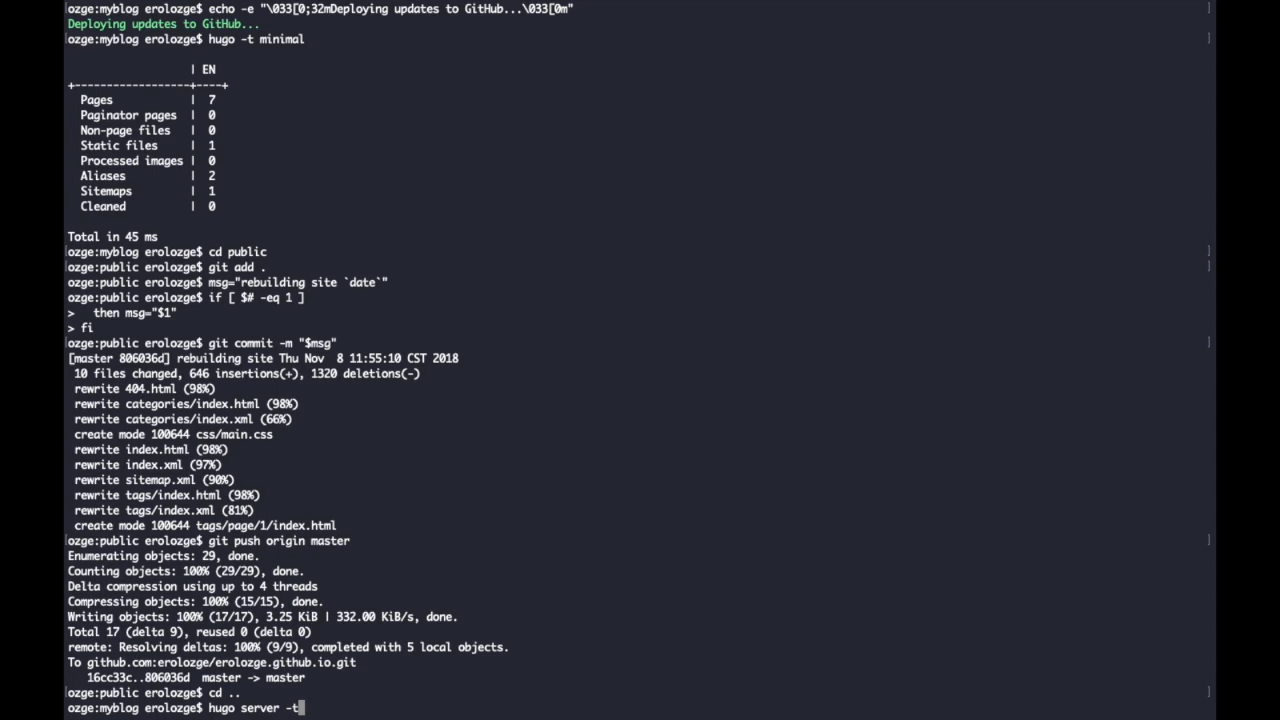 ozge:myblog erolozge$ echo -e "\033[0;32mDeploying updates to GitHub...\033[0m"
Deploying updates to GitHub...
ozge:myblog erolozge$ hugo -t minimal
| EN
+------------------+----+
Pages | 7
Paginator pages | 0
Non-page files | 0
Static files | 1
Processed images | 0
Aliases | 2
Sitemaps | 1
Cleaned | 0
Total in 45 ms
ozge:myblog erolozge$ cd public
ozge:public erolozge$ git add .
ozge:public erolozge$ msg="rebuilding site `date`"
ozge:public erolozge$ if [ $# -eq 1 ]
> then msg="$1"
> fi
ozge:public erolozge$ git commit -m "$msg"
[master 806036d] rebuilding site Thu Nov  8 11:55:10 CST 2018
10 files changed, 646 insertions(+), 1320 deletions(-)
rewrite 404.html (98%)
rewrite categories/index.html (98%)
rewrite categories/index.xml (66%)
create mode 100644 css/main.css
rewrite index.html (98%)
rewrite index.xml (97%)
rewrite sitemap.xml (90%)
rewrite tags/index.html (98%)
rewrite tags/index.xml (81%)
create mode 100644 tags/page/1/index.html
ozge:public erolozge$ git push origin master
Enumerating objects: 29, done.
Counting objects: 100% (29/29), done.
Delta compression using up to 4 threads
Compressing objects: 100% (15/15), done.
Writing objects: 100% (17/17), 3.25 KiB | 332.00 KiB/s, done.
Total 17 (delta 9), reused 0 (delta 0)
remote: Resolving deltas: 100% (9/9), completed with 5 local objects.
To github.com:erolozge/erolozge.github.io.git
16cc33c..806036d  master -> master
ozge:public erolozge$ cd ..
ozge:myblog erolozge$ hugo server -t